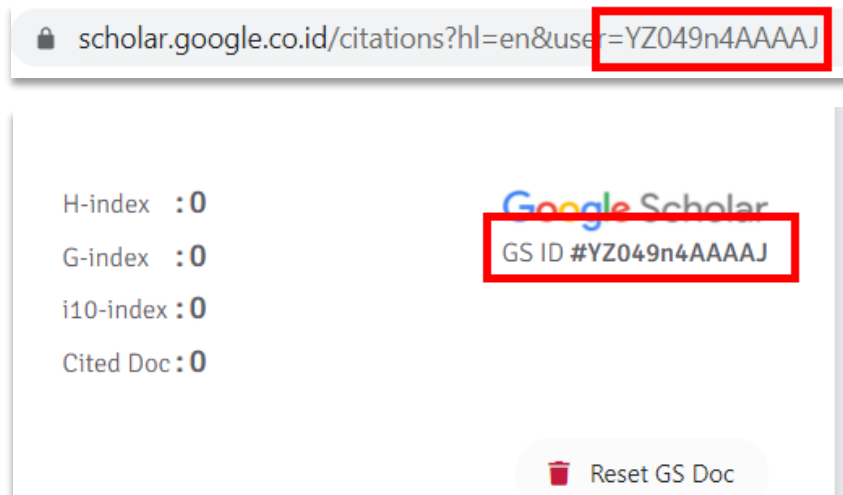 scholar.google.co.id/citations?hl=en&user=YZ049n4AAAAJ
H-index : 0
G-index : 0
i10-index : 0
Cited Doc : 0
Google Scholar
GS ID #YZ049n4AAAAJ
Reset GS Doc